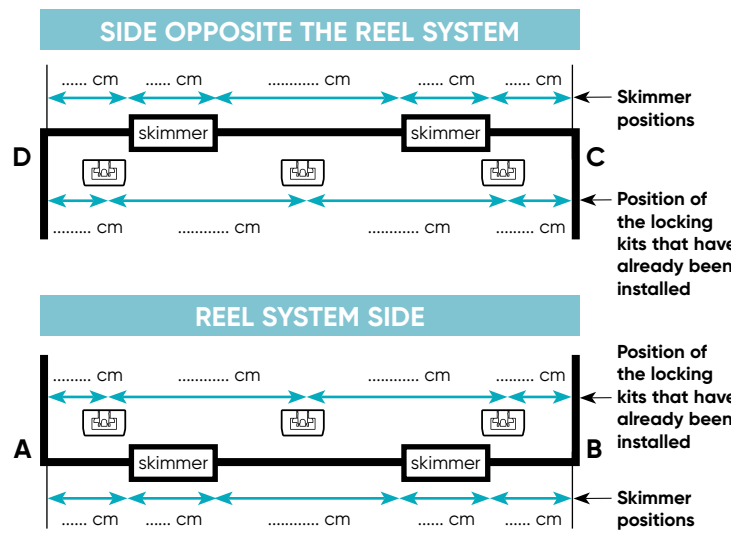 SIDE OPPOSITE THE REEL SYSTEM
...... cm ...... cm ............ cm ...... cm ...... cm
Skimmer
positions
skimmer skimmer
D C
Position of
the locking
kits that have
already been
installed
......... cm ............. cm ............. cm ......... cm
REEL SYSTEM SIDE
Position of
the locking
kits that have
already been
installed
......... cm ............. cm ............. cm ......... cm
A B
skimmer skimmer
Skimmer
positions
...... cm ...... cm ............ cm ...... cm ...... cm